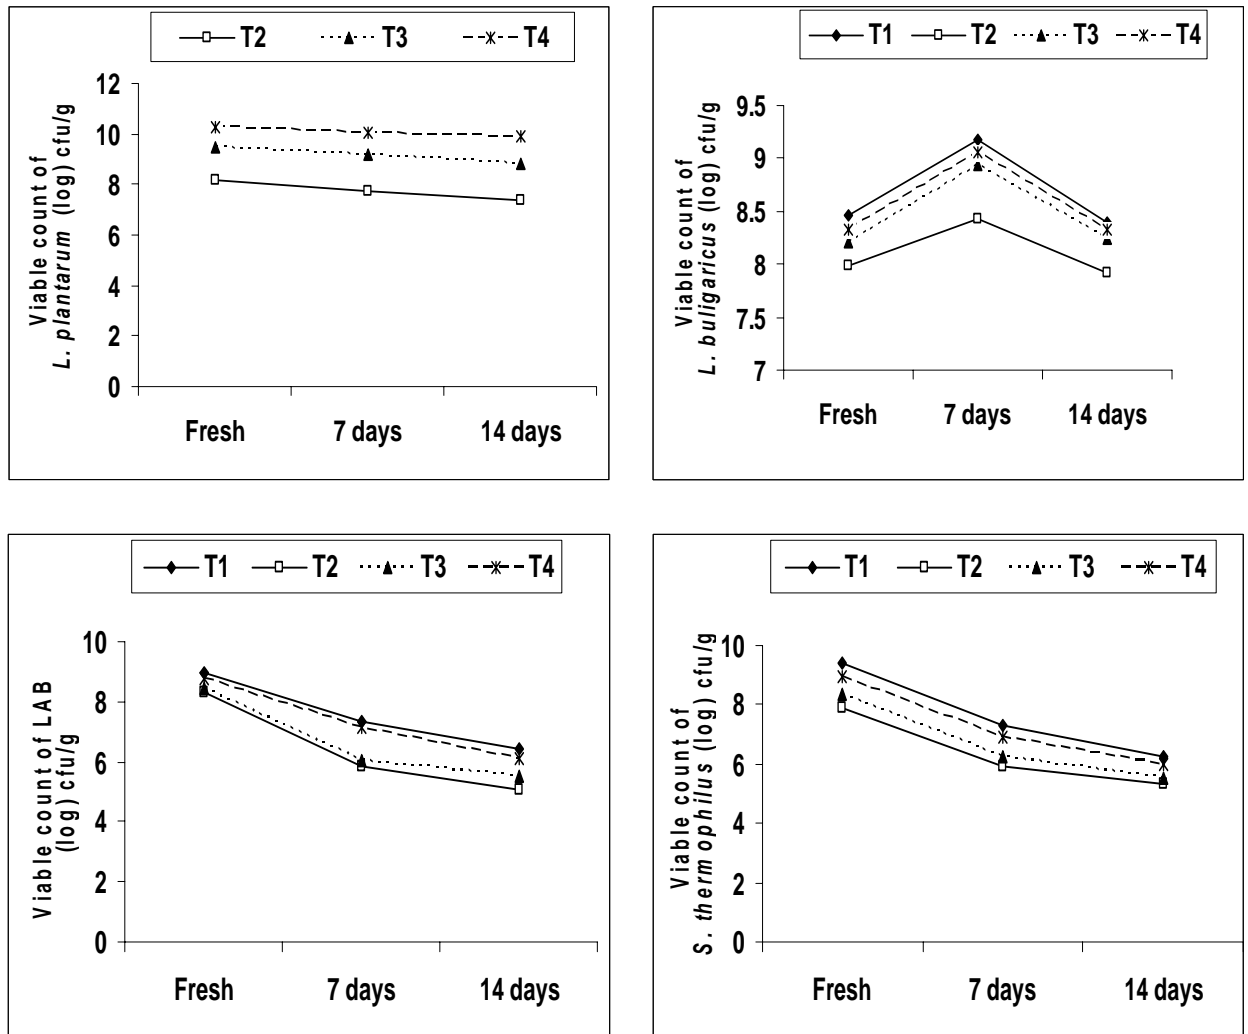 T2 T3 T4
Viable count of
L. plantarum (log) cfu/g
12
10
8
6
4
2
0
Fresh 7 days 14 days
T1 T2 T3 T4
Viable count of
L. buligaricus (log) cfu/g
9.5
9
8.5
8
7.5
7
Fresh 7 days 14 days
T1 T2 T3 T4
Viable count of LAB
(log) cfu/g
10
8
6
4
2
0
Fresh 7 days 14 days
T1 T2 T3 T4
Viable count of
S. thermophilus (log) cfu/g
10
8
6
4
2
0
Fresh 7 days 14 days